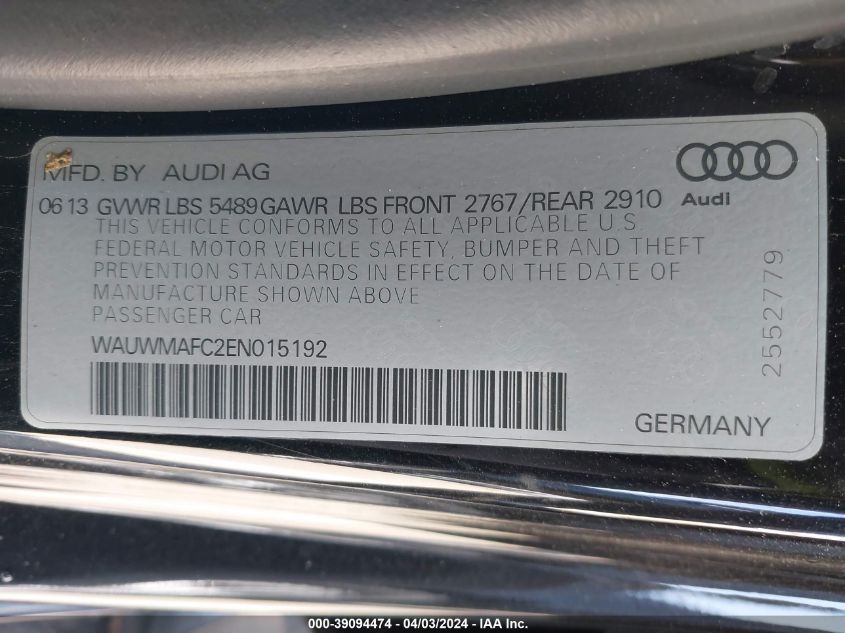 MFD. BY AUDI AG
06 13 GVWR LBS 5489 GAWR LBS FRONT 2767/REAR 2910
Audi
THIS VEHICLE CONFORMS TO ALL APPLICABLE U.S.
FEDERAL MOTOR VEHICLE SAFETY, BUMPER AND THEFT
PREVENTION STANDARDS IN EFFECT ON THE DATE OF
MANUFACTURE SHOWN ABOVE
PASSENGER CAR
2552779
WAUWMAFC2EN015192
GERMANY
000-39094474 - 04/03/2024 - IAA Inc.